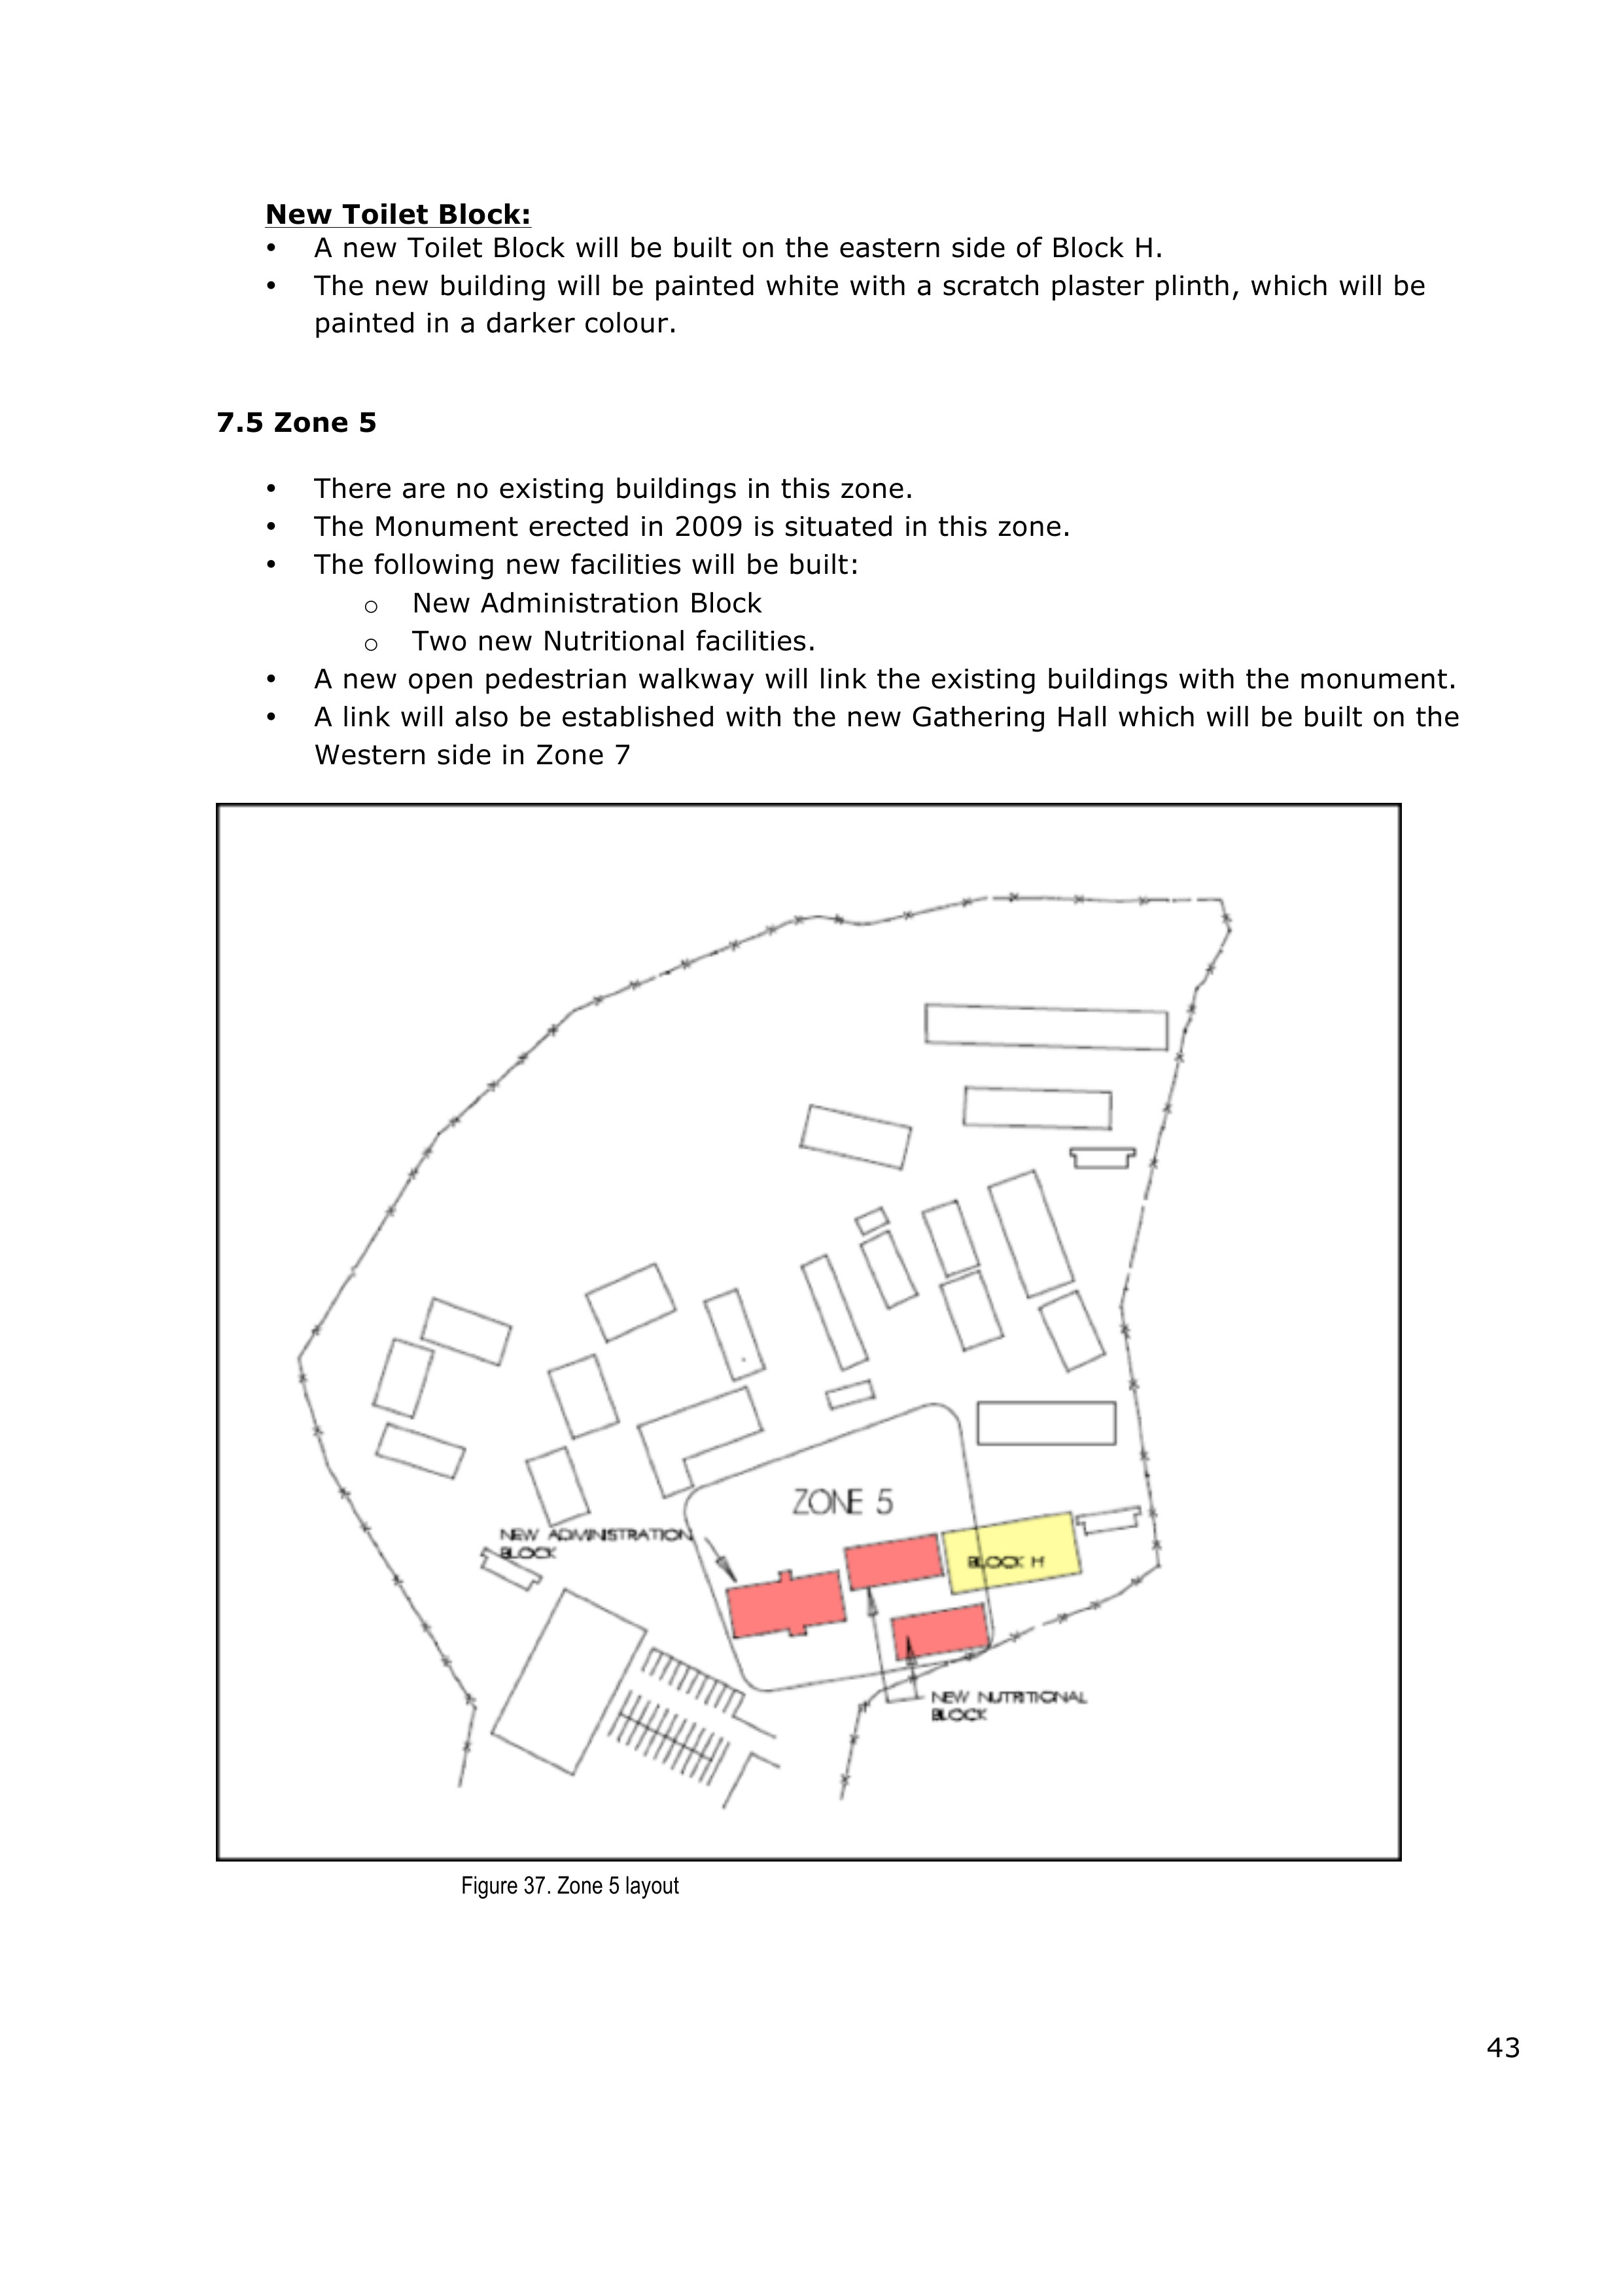 New Toilet Block:
• A new Toilet Block will be built on the eastern side of Block H.
• The new building will be painted white with a scratch plaster plinth, which will be
painted in a darker colour.
7.5 Zone 5
• There are no existing buildings in this zone.
• The Monument erected in 2009 is situated in this zone.
• The following new facilities will be built:
o New Administration Block
o Two new Nutritional facilities.
• A new open pedestrian walkway will link the existing buildings with the monument.
• A link will also be established with the new Gathering Hall which will be built on the
Western side in Zone 7
ZONE 5
NEW ADMINISTRATION
BLOCK
BLOCK H
NEW NUTRITIONAL
BLOCK
Figure 37. Zone 5 layout
43